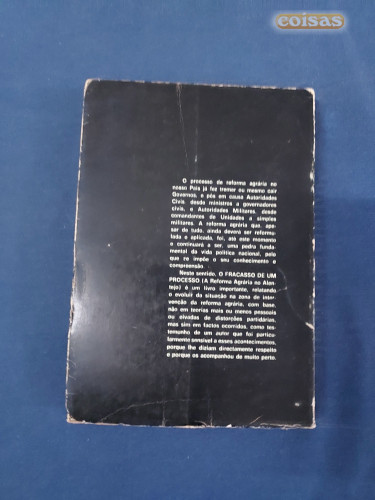 coisas
O processo de reforma agrária no
nosso País já fez tremer ou mesmo cair
Governos, e pôs em causa Autoridades
Civis, desde ministros a governadores
civis, e Autoridades Militares, desde
comandantes de Unidades a simples
militares. A reforma agrária que, ape-
sar de tudo, ainda deverá ser reformu-
lada e aplicada, foi, até este momento
e continuará a ser, uma pedra funda-
mental da vida política nacional, pelo
que se impõe o seu conhecimento e
compreensão.
Neste sentido, O FRACASSO DE UM
PROCESSO (A Reforma Agrária no Alen-
tejo) é um livro importante, relatando
o evoluir da situação na zona de inter-
venção da reforma agrária, com base,
não em teorias mais ou menos pessoais
ou eivadas de distorções partidárias,
mas sim em factos ocorridos, como tes-
temunho de um autor que foi particu-
larmente sensível a esses acontecimentos,
porque lhe diziam directamente respeito
e porque os acompanhou de muito perto.